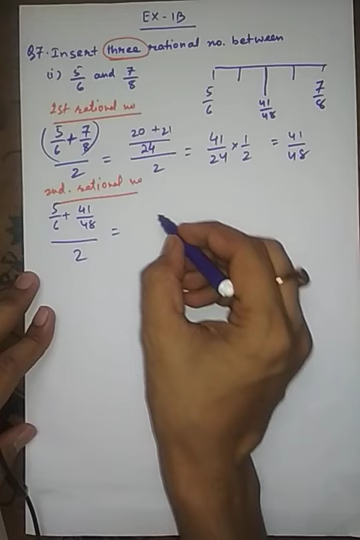 EX-1B
Q7. Insert three rational no. between
(i) 5/6 and 7/8
5/6 41/48 7/8
1st rational no
(5/6 + 7/8)/2 = ((20+21)/24)/2 = 41/24 × 1/2 = 41/48
2nd. rational no
(5/6 + 41/48)/2 =